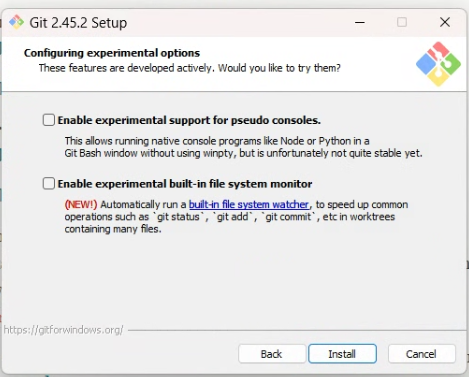 Git 2.45.2 Setup
Configuring experimental options
These features are developed actively. Would you like to try them?
Enable experimental support for pseudo consoles.
This allows running native console programs like Node or Python in a
Git Bash window without using winpty, but is unfortunately not quite stable yet.
Enable experimental built-in file system monitor
(NEW!) Automatically run a built-in file system watcher, to speed up common
operations such as `git status`, `git add`, `git commit`, etc in worktrees
containing many files.
https://gitforwindows.org/
Back Install Cancel